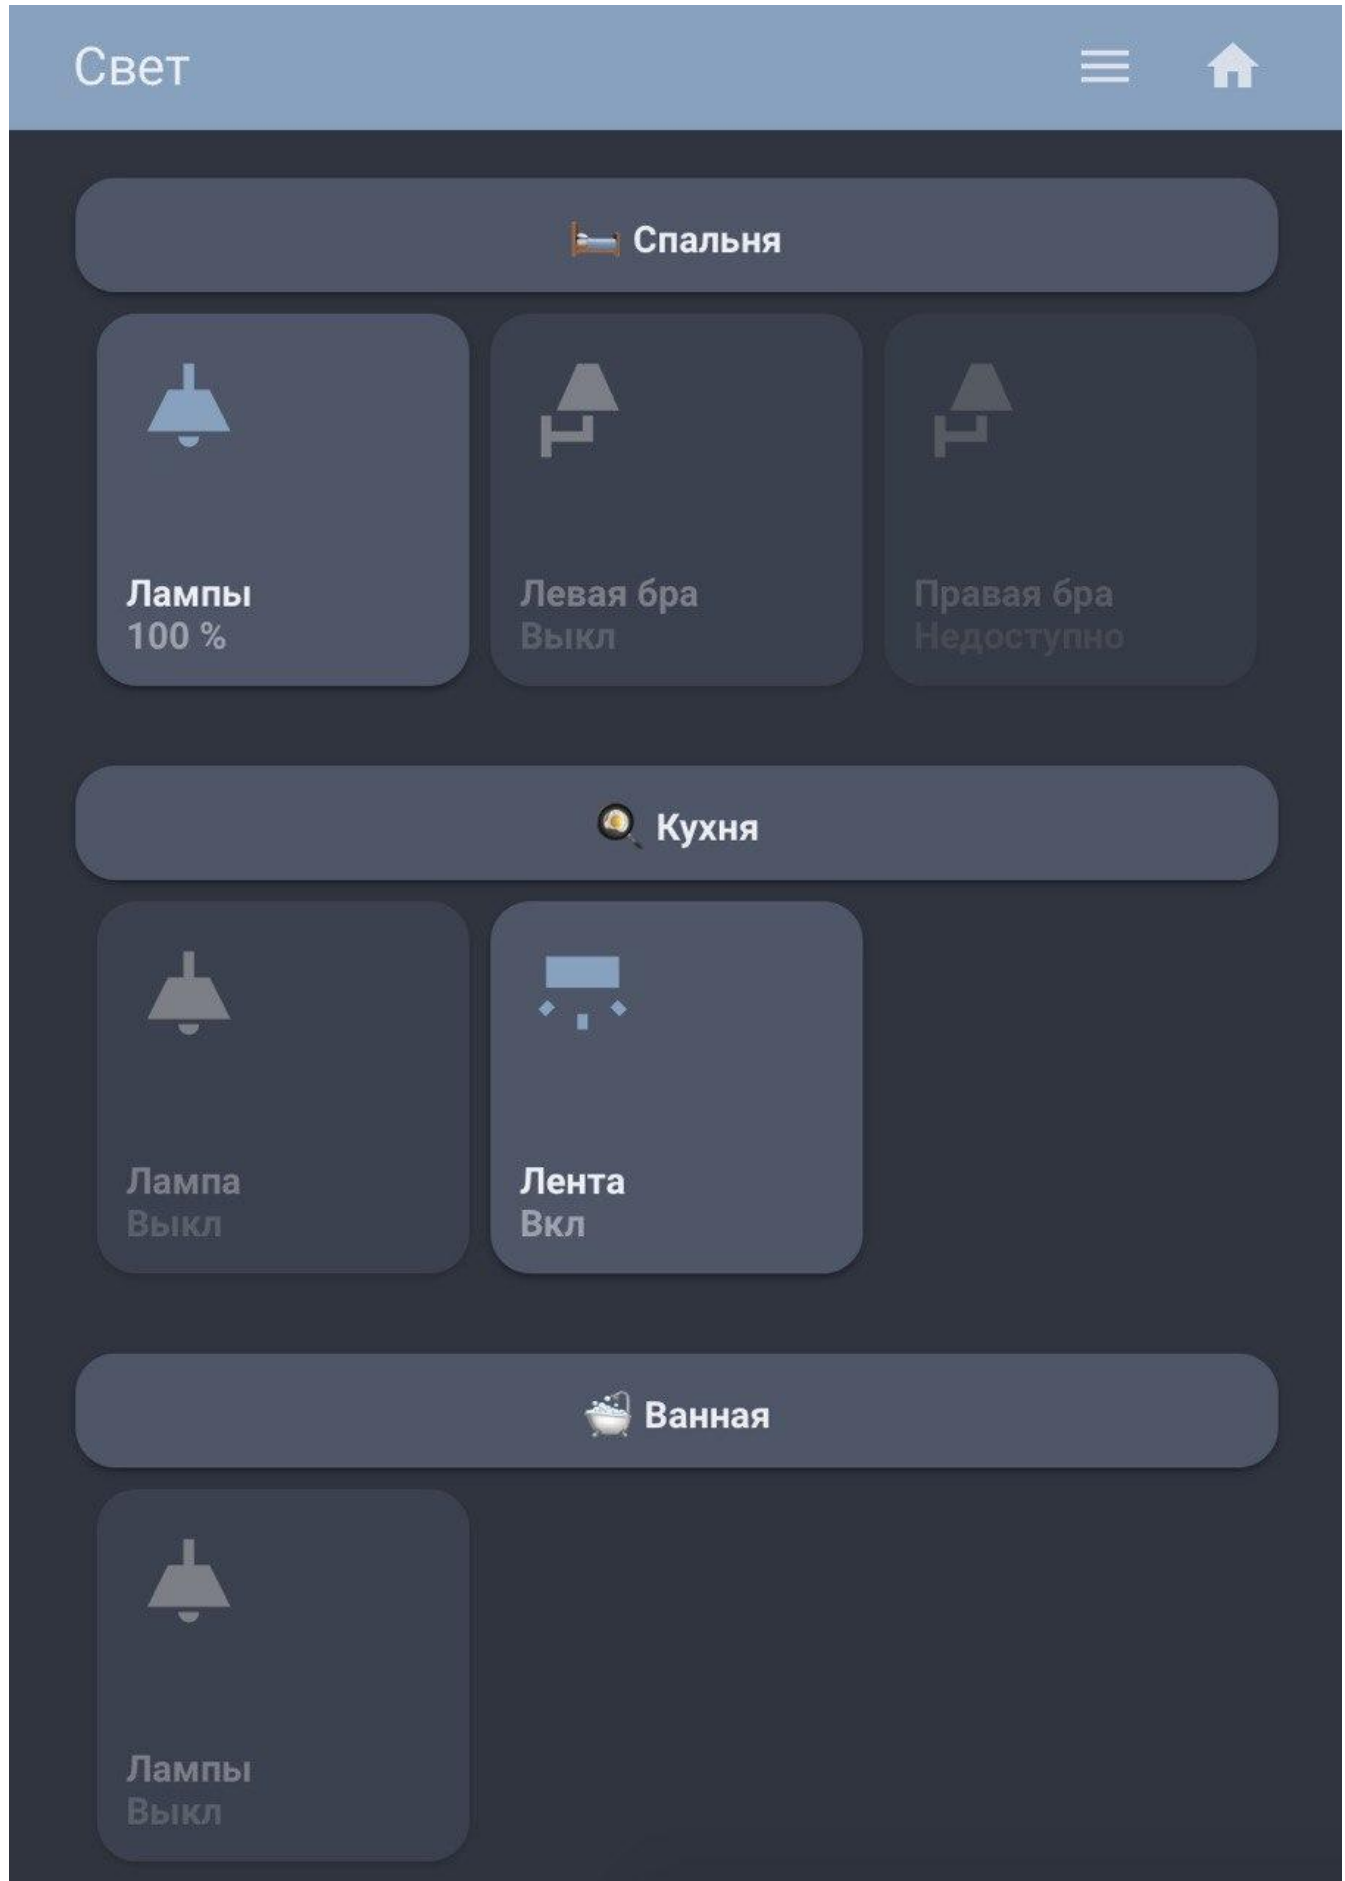 Свет
Спальня
Лампы
100 %
Левая бра
Выкл
Правая бра
Недоступно
Кухня
Лампа
Выкл
Лента
Вкл
Ванная
Лампы
Выкл